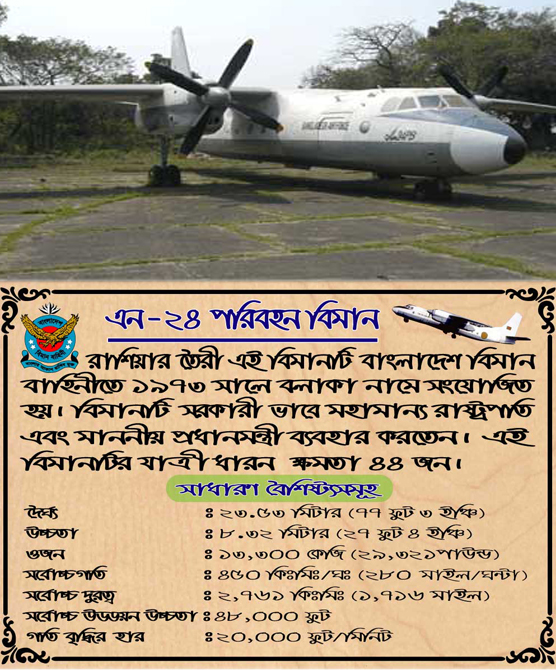 BANGLADESH AIR FORCE
এন-২৪ পরিবহন বিমান
রাশিয়ার তৈরী এই বিমানটি বাংলাদেশ বিমান
বাহিনীতে ১৯৭৩ সালে বলাকা নামে সংযোজিত
হয়। বিমানটি সরকারী ভাবে মহামান্য রাষ্ট্রপতি
এবং মাননীয় প্রধানমন্ত্রী ব্যবহার করতেন। এই
বিমানটির যাত্রী ধারন ক্ষমতা ৪৪ জন।
সাধারণ বৈশিষ্ট্যসমূহ
দৈর্ঘ্য : ২৩.৫৩ মিটার (৭৭ ফুট ৩ ইঞ্চি)
উচ্চতা : ৮.৩২ মিটার (২৭ ফুট ৪ ইঞ্চি)
ওজন : ১৩,৩০০ কেজি (২৯,৩২১পাউন্ড)
সর্বোচ্চগতি : ৪৫০ কিঃমিঃ/ঘঃ (২৮০ মাইল/ঘন্টা)
সর্বোচ্চ দুরত্ব : ২,৭৬১ কিঃমিঃ (১,৭১৬ মাইল)
সর্বোচ্চ উড্ডয়ন উচ্চতা : ৪৮,০০০ ফুট
গতি বৃদ্ধির হার : ২০,০০০ ফুট/মিনিট